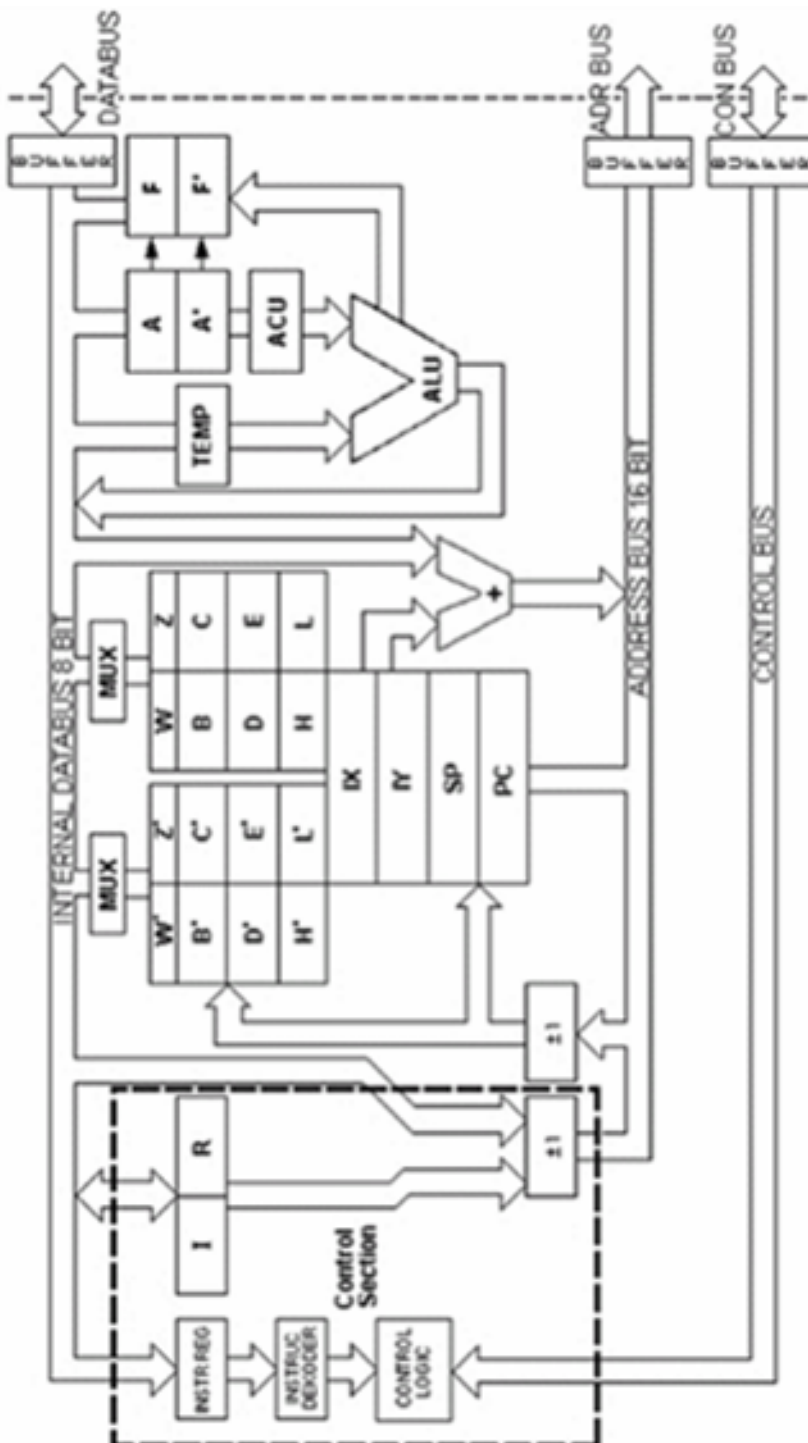 DATABUS
ADR BUS
CON BUS
BUFFER
BUFFER
BUFFER
INTERNAL DATABUS 8 BIT
F
F'
A
A'
ACU
TEMP
ALU
MUX
MUX
W'
Z'
W
Z
B'
C'
B
C
D'
E'
D
E
H'
L'
H
L
IX
IY
SP
PC
+
±1
±1
I
R
Control
Section
INSTR.REG
INSTRUC
DEKODER
CONTROL
LOGIC
ADDRESS BUS 16 BIT
CONTROL BUS